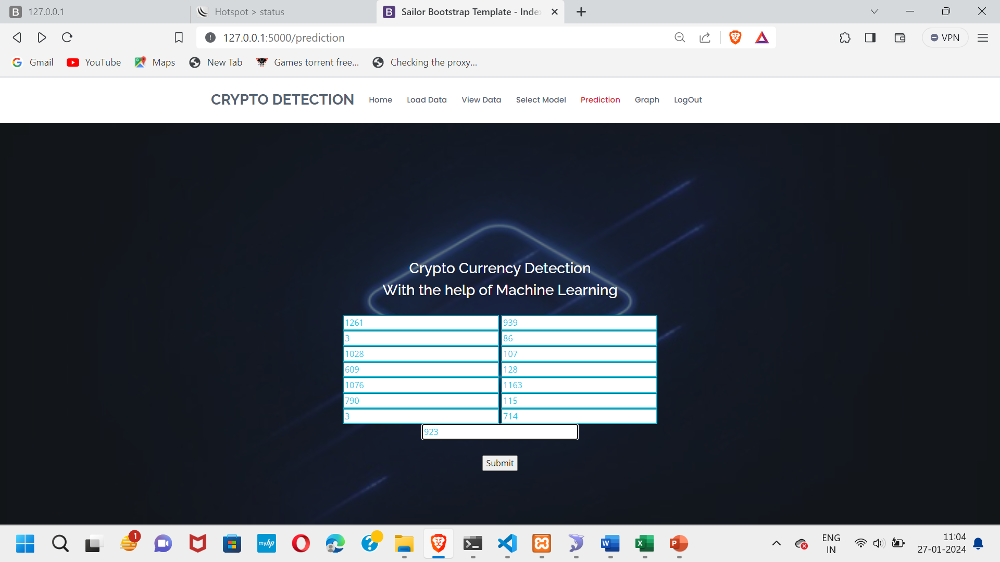 B 127.0.0.1
Hotspot > status
B Sailor Bootstrap Template - Inde
127.0.0.1:5000/prediction
VPN
Gmail
YouTube
Maps
New Tab
Games torrent free...
Checking the proxy...
CRYPTO DETECTION
Home
Load Data
View Data
Select Model
Prediction
Graph
LogOut
Crypto Currency Detection
With the help of Machine Learning
1261 939
3 86
1028 107
609 128
1076 1163
790 115
3 714
923
Submit
1
myhp
W
X
P
ENG
IN
11:04
27-01-2024